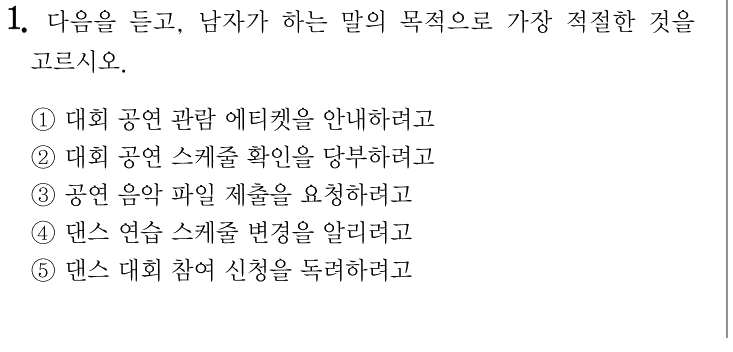 1. 다음을 듣고, 남자가 하는 말의 목적으로 가장 적절한 것을
고르시오.
① 대회 공연 관람 에티켓을 안내하려고
② 대회 공연 스케줄 확인을 당부하려고
③ 공연 음악 파일 제출을 요청하려고
④ 댄스 연습 스케줄 변경을 알리려고
⑤ 댄스 대회 참여 신청을 독려하려고